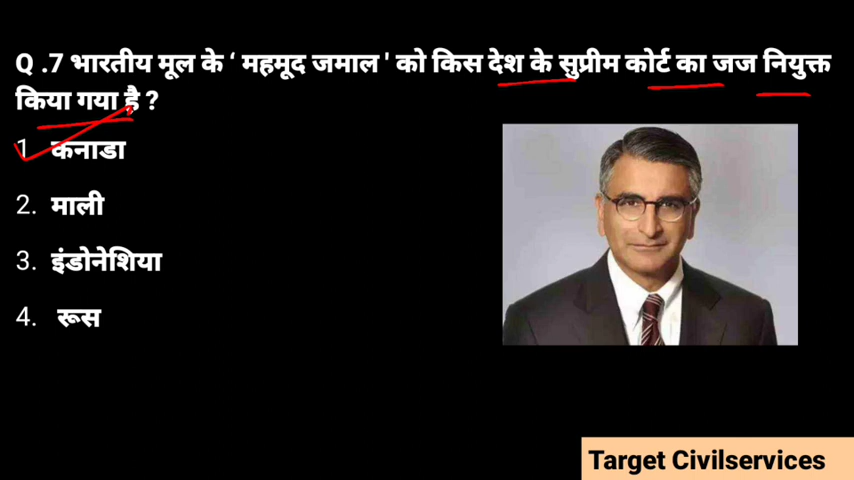 Q .7 भारतीय मूल के ‘ महमूद जमाल ' को किस देश के सुप्रीम कोर्ट का जज नियुक्त
किया गया है ?
1. कनाडा
2. माली
3. इंडोनेशिया
4. रूस
Target Civilservices